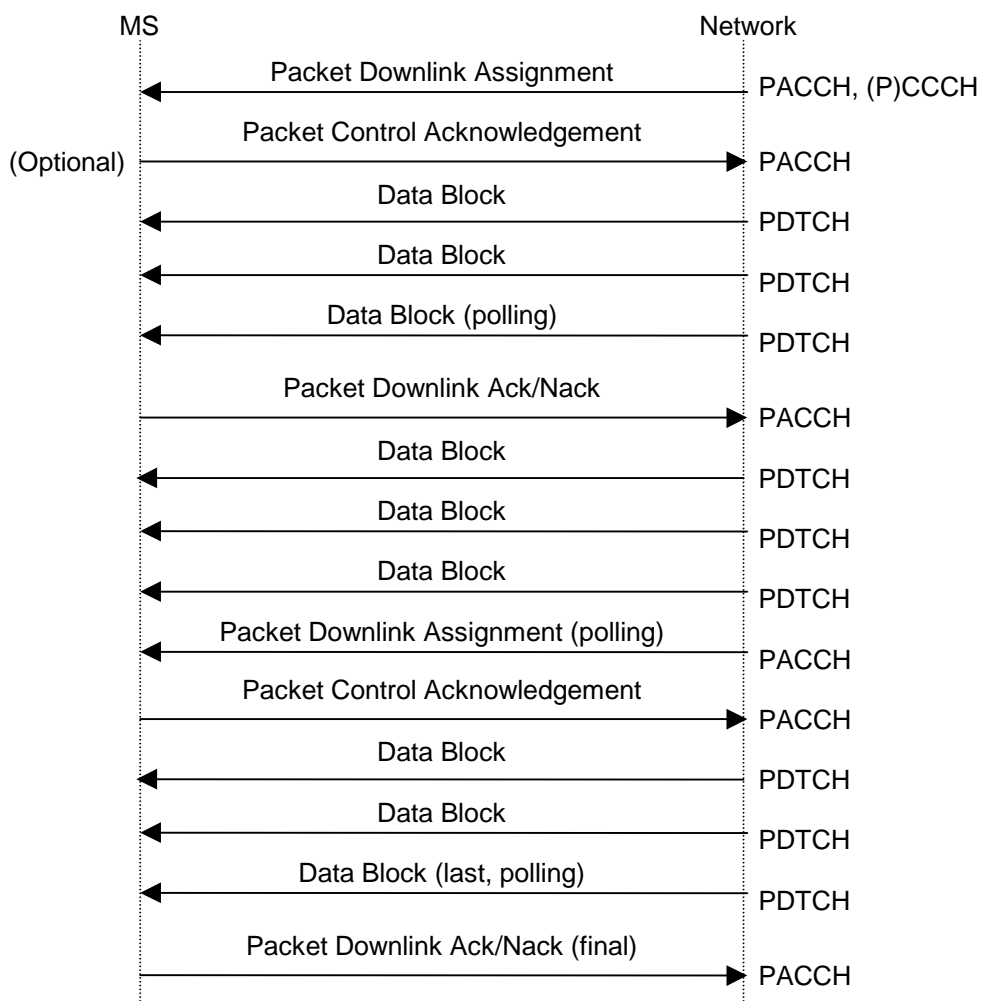 MS Network
Packet Downlink Assignment
PACCH, (P)CCCH
Packet Control Acknowledgement
(Optional) PACCH
Data Block
PDTCH
Data Block
PDTCH
Data Block (polling)
PDTCH
Packet Downlink Ack/Nack
PACCH
Data Block
PDTCH
Data Block
PDTCH
Data Block
PDTCH
Packet Downlink Assignment (polling)
PACCH
Packet Control Acknowledgement
PACCH
Data Block
PDTCH
Data Block
PDTCH
Data Block (last, polling)
PDTCH
Packet Downlink Ack/Nack (final)
PACCH